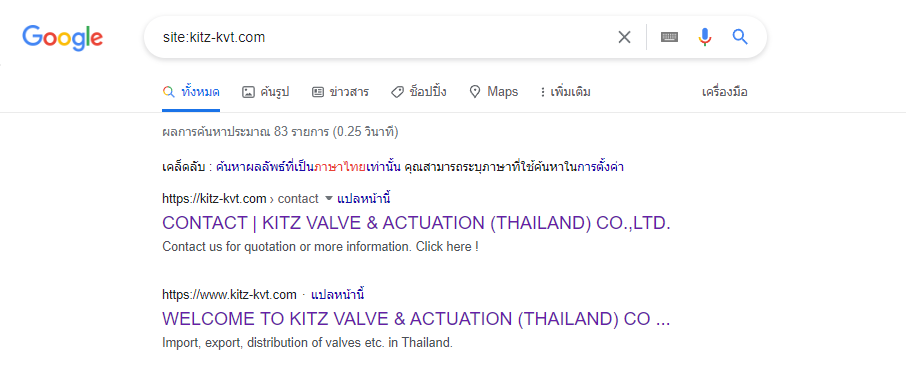 Google
site:kitz-kvt.com
ทั้งหมด ค้นรูป ข่าวสาร ช็อปปิ้ง Maps เพิ่มเติม เครื่องมือ
ผลการค้นหาประมาณ 83 รายการ (0.25 วินาที)
เคล็ดลับ : ค้นหาผลลัพธ์ที่เป็นภาษาไทยเท่านั้น คุณสามารถระบุภาษาที่ใช้ค้นหาในการตั้งค่า
https://kitz-kvt.com › contact แปลหน้านี้
CONTACT | KITZ VALVE & ACTUATION (THAILAND) CO.,LTD.
Contact us for quotation or more information. Click here !
https://www.kitz-kvt.com · แปลหน้านี้
WELCOME TO KITZ VALVE & ACTUATION (THAILAND) CO ...
Import, export, distribution of valves etc. in Thailand.